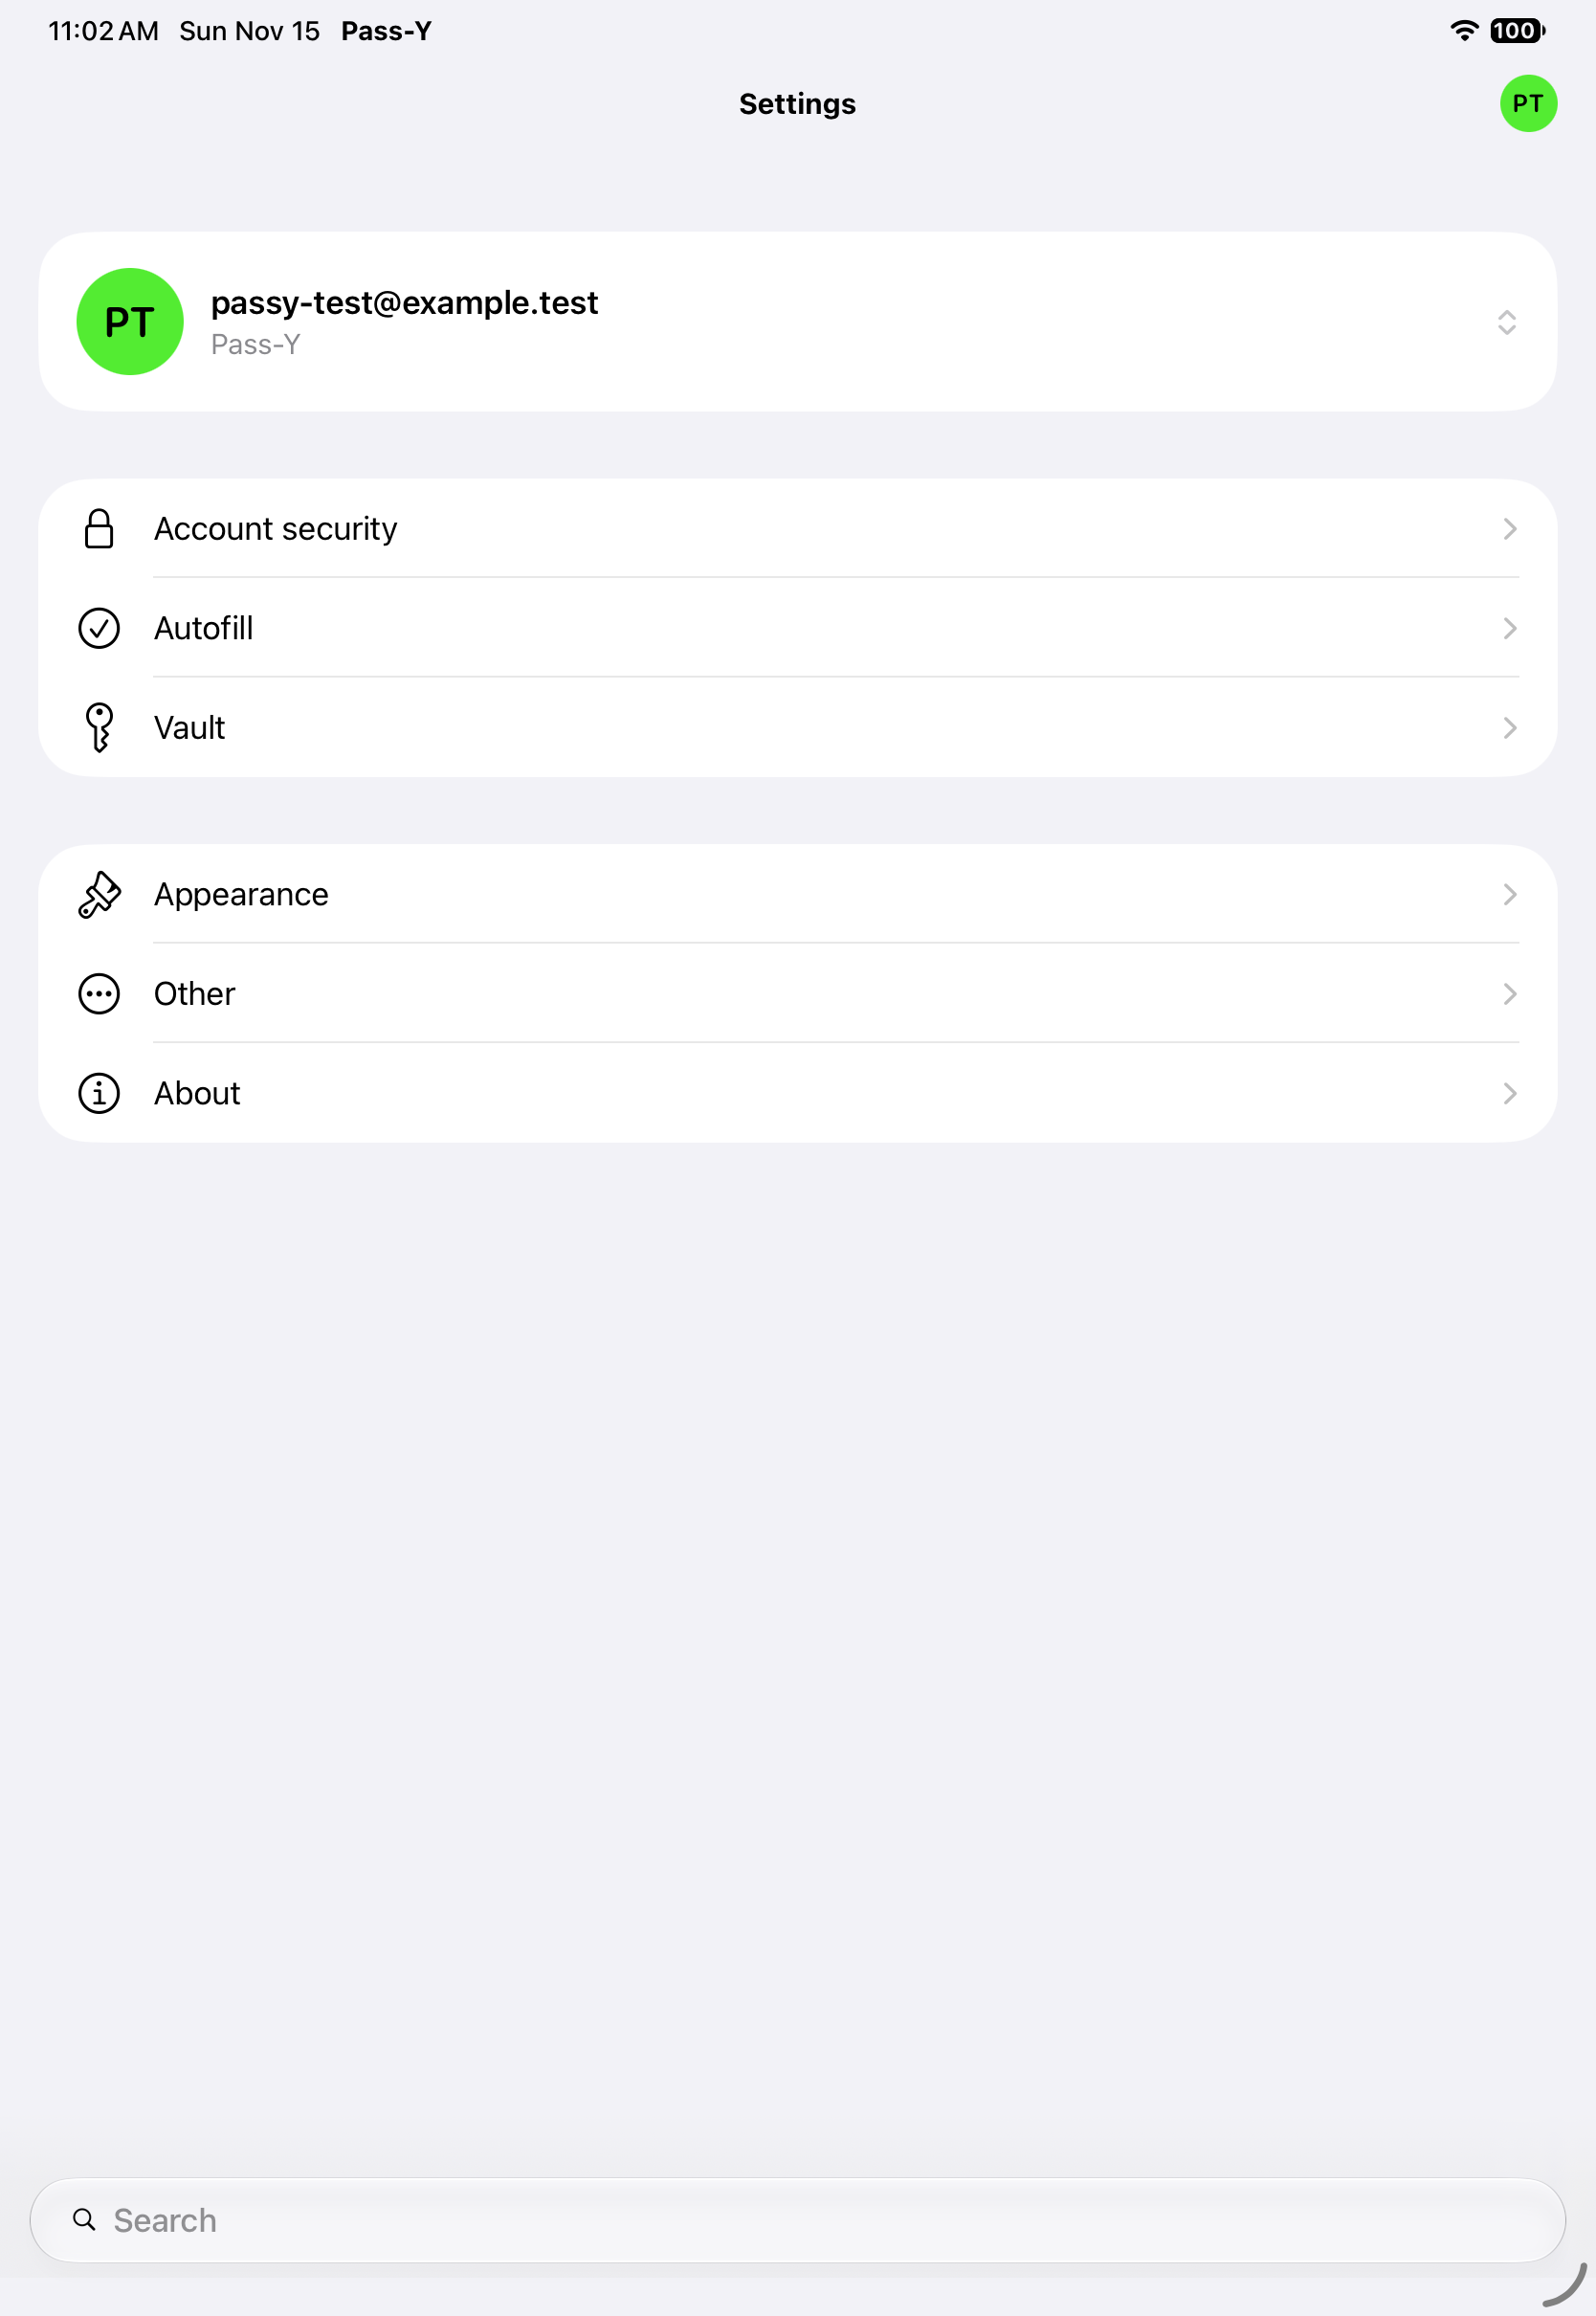 11:02 AM Sun Nov 15 Pass-Y
100
Settings
PT
PT
passy-test@example.test
Pass-Y
Account security
Autofill
Vault
Appearance
Other
About
Search